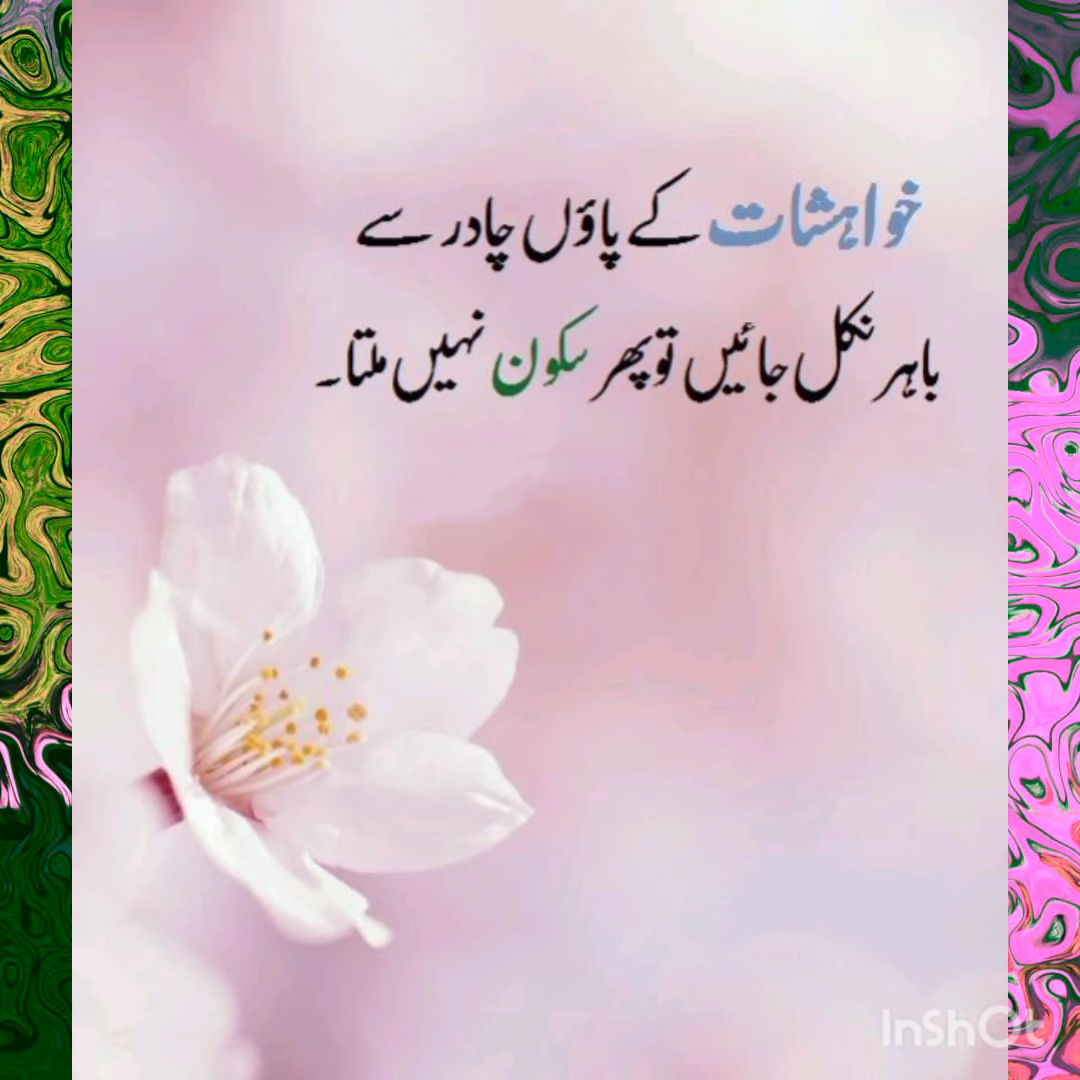 خواہشات کے پاؤں چادر سے
باہر نکل جائیں تو پھر سکون نہیں ملتا۔
InShOt